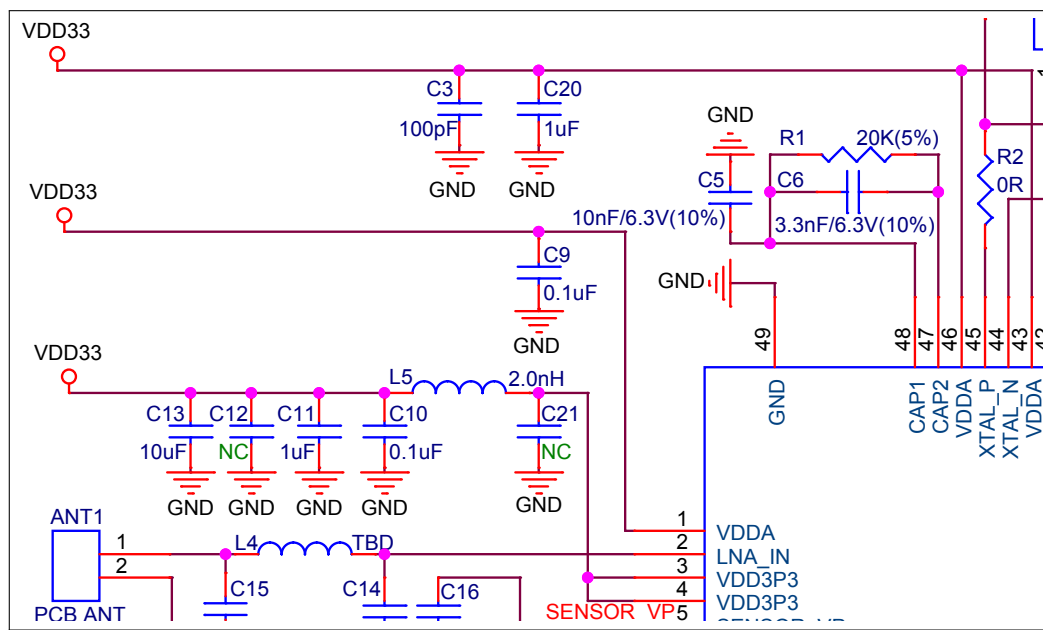 VDD33
C3
C20
100pF
1uF
GND
GND
GND
R1
20K(5%)
R2
0R
C5
C6
10nF/6.3V(10%)
3.3nF/6.3V(10%)
VDD33
C9
0.1uF
GND
GND
49
48
47
46
45
44
43
42
GND
CAP1
CAP2
VDDA
XTAL_P
XTAL_N
VDDA
VDD33
L5
2.0nH
C13
C12
C11
C10
C21
10uF
NC
1uF
0.1uF
NC
GND
GND
GND
GND
GND
ANT1
1
2
PCB ANT
L4
TBD
C15
C14
C16
SENSOR_VP
1
VDDA
2
LNA_IN
3
VDD3P3
4
VDD3P3
5
SENSOR_VP